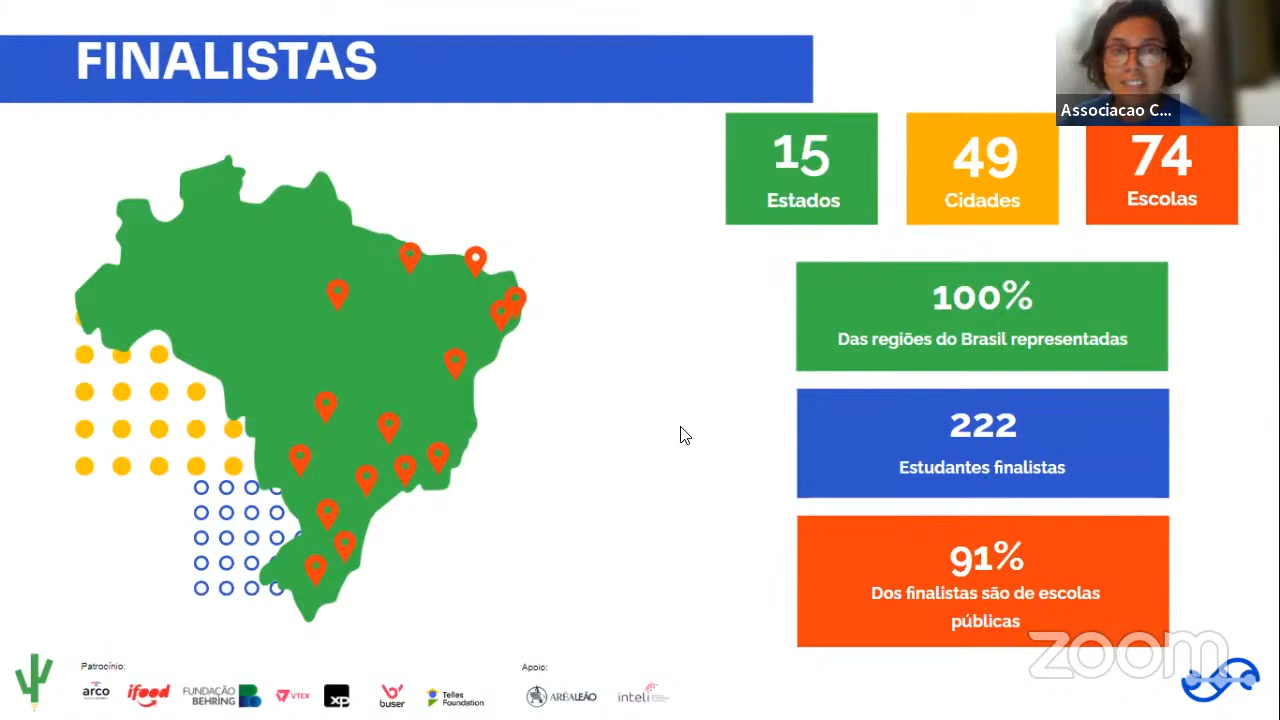 FINALISTAS
Associacao C...
15
Estados
49
Cidades
74
Escolas
100%
Das regiões do Brasil representadas
222
Estudantes finalistas
91%
Dos finalistas são de escolas
públicas
zoom
Patrocínio:
arco
ifood
FUNDAÇÃO
BEHRING
VTEX
xp
buser
Telles
Foundation
Apoio:
ARÊALEÃO
inteli